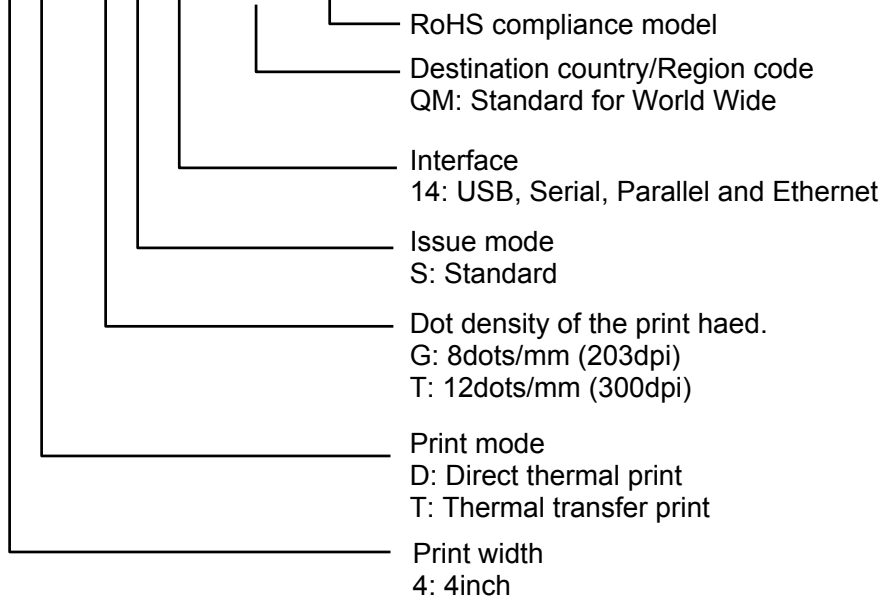 RoHS compliance model
Destination country/Region code
QM: Standard for World Wide
Interface
14: USB, Serial, Parallel and Ethernet
Issue mode
S: Standard
Dot density of the print haed.
G: 8dots/mm (203dpi)
T: 12dots/mm (300dpi)
Print mode
D: Direct thermal print
T: Thermal transfer print
Print width
4: 4inch